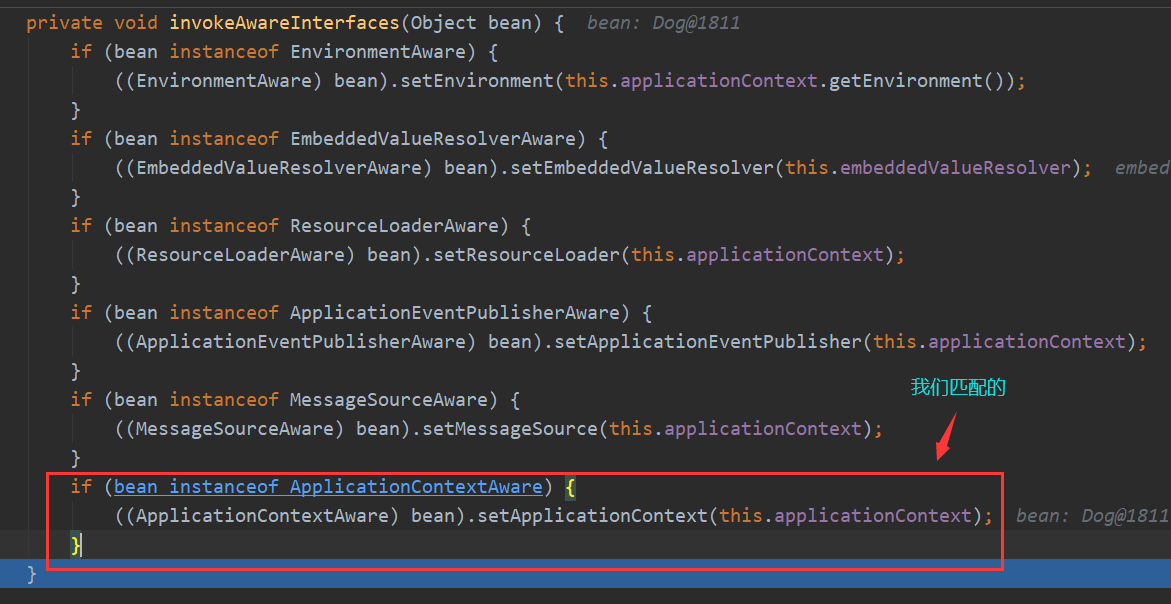 private void invokeAwareInterfaces(Object bean) {  bean: Dog@1811
    if (bean instanceof EnvironmentAware) {
        ((EnvironmentAware) bean).setEnvironment(this.applicationContext.getEnvironment());
    }
    if (bean instanceof EmbeddedValueResolverAware) {
        ((EmbeddedValueResolverAware) bean).setEmbeddedValueResolver(this.embeddedValueResolver);  embed
    }
    if (bean instanceof ResourceLoaderAware) {
        ((ResourceLoaderAware) bean).setResourceLoader(this.applicationContext);
    }
    if (bean instanceof ApplicationEventPublisherAware) {
        ((ApplicationEventPublisherAware) bean).setApplicationEventPublisher(this.applicationContext);
    }
我们匹配的
    if (bean instanceof MessageSourceAware) {
        ((MessageSourceAware) bean).setMessageSource(this.applicationContext);
    }
    if (bean instanceof ApplicationContextAware) {
        ((ApplicationContextAware) bean).setApplicationContext(this.applicationContext);  bean: Dog@1811
    }
}